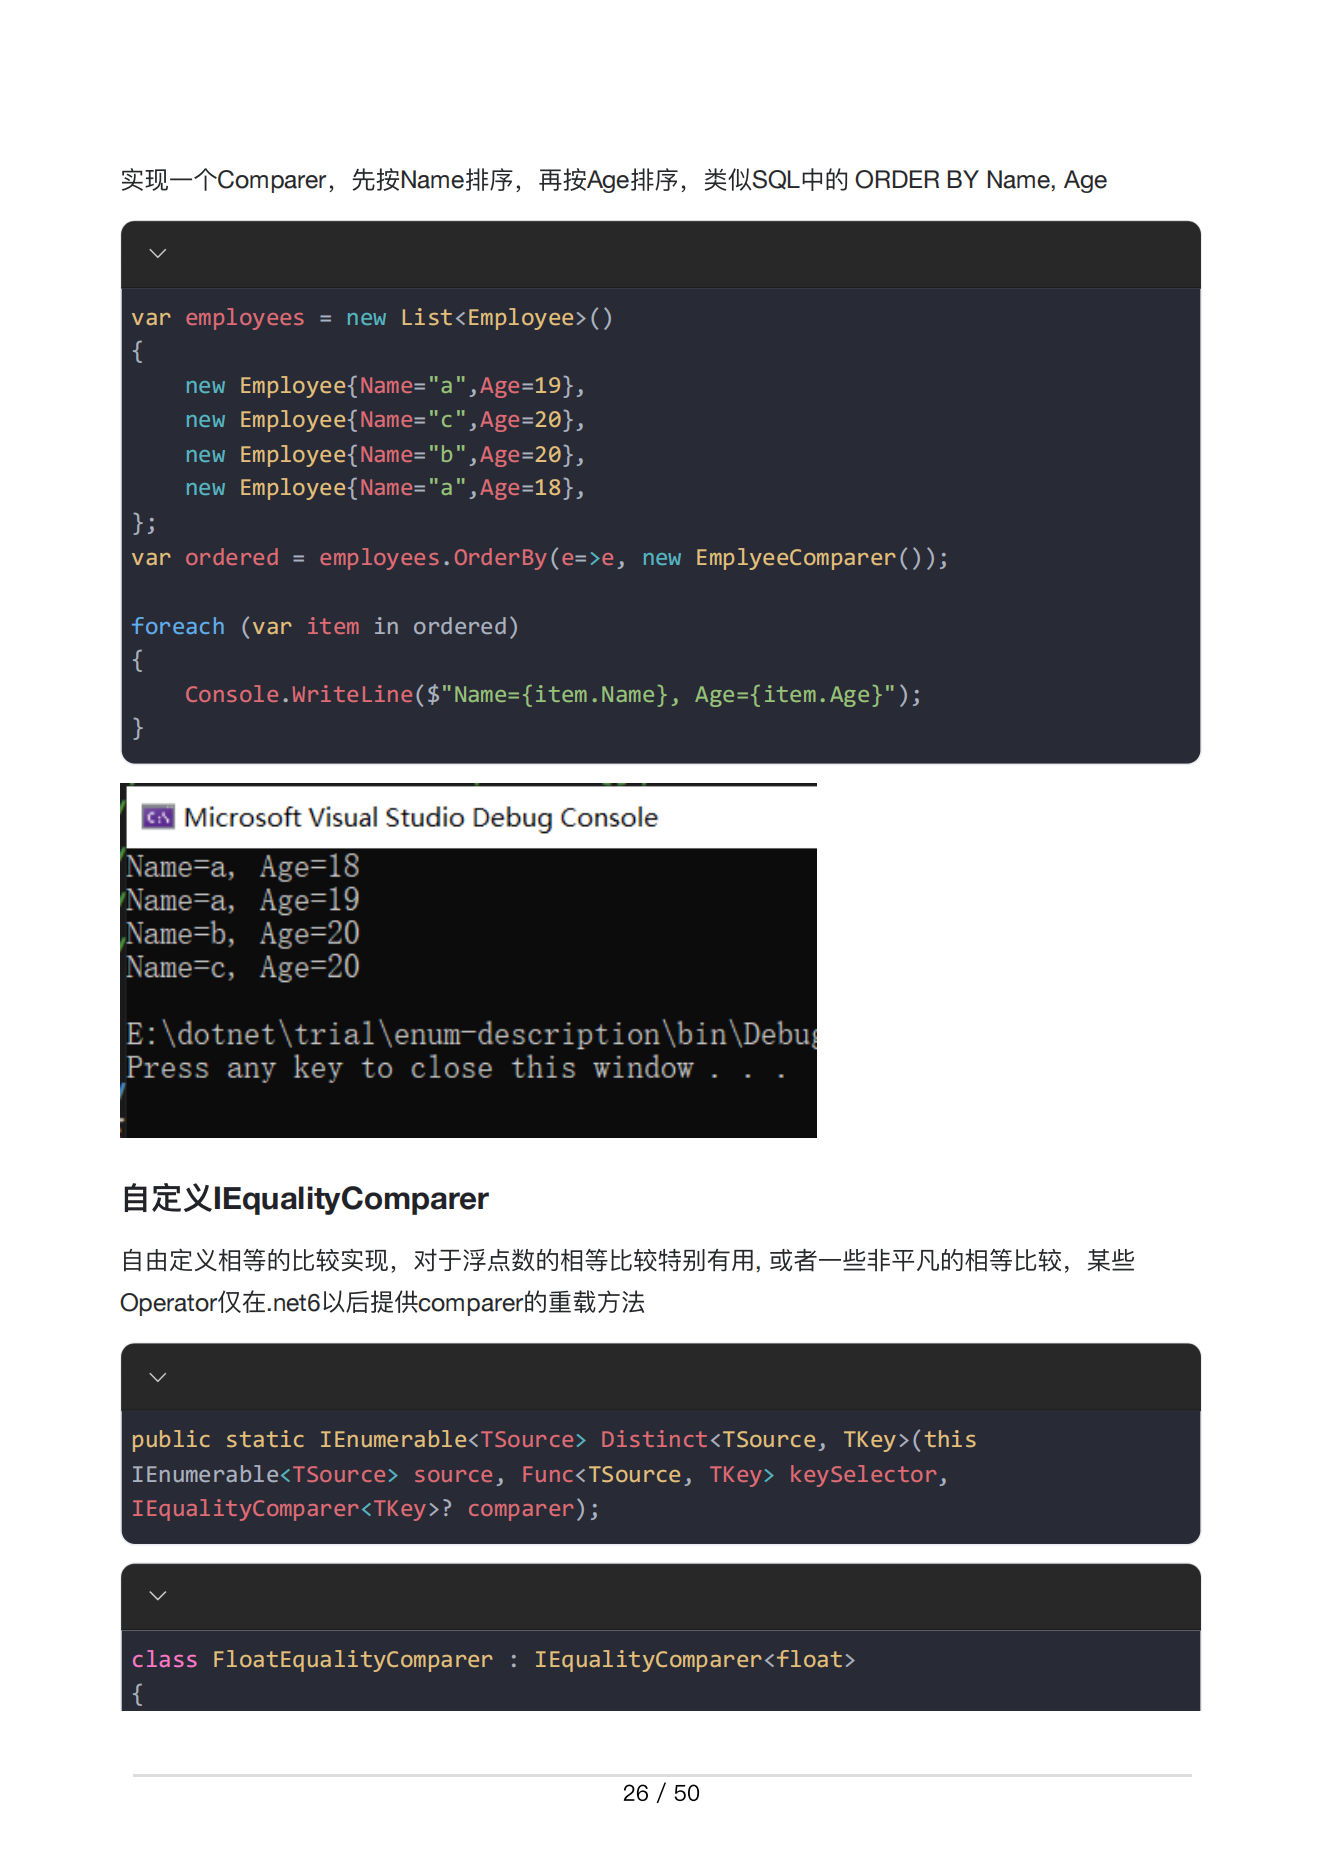 实现一个Comparer，先按Name排序，再按Age排序，类似SQL中的 ORDER BY Name, Age
var employees = new List<Employee>()
{
    new Employee{Name="a",Age=19},
    new Employee{Name="c",Age=20},
    new Employee{Name="b",Age=20},
    new Employee{Name="a",Age=18},
};
var ordered = employees.OrderBy(e=>e, new EmplyeeComparer());
foreach (var item in ordered)
{
    Console.WriteLine($"Name={item.Name}, Age={item.Age}");
}
C:\ Microsoft Visual Studio Debug Console
Name=a, Age=18
Name=a, Age=19
Name=b, Age=20
Name=c, Age=20
E:\dotnet\trial\enum-description\bin\Debug
Press any key to close this window . . .
自定义IEqualityComparer
自由定义相等的比较实现，对于浮点数的相等比较特别有用, 或者一些非平凡的相等比较，某些
Operator仅在.net6以后提供comparer的重载方法
public static IEnumerable<TSource> Distinct<TSource, TKey>(this
IEnumerable<TSource> source, Func<TSource, TKey> keySelector,
IEqualityComparer<TKey>? comparer);
class FloatEqualityComparer : IEqualityComparer<float>
{
26 / 50